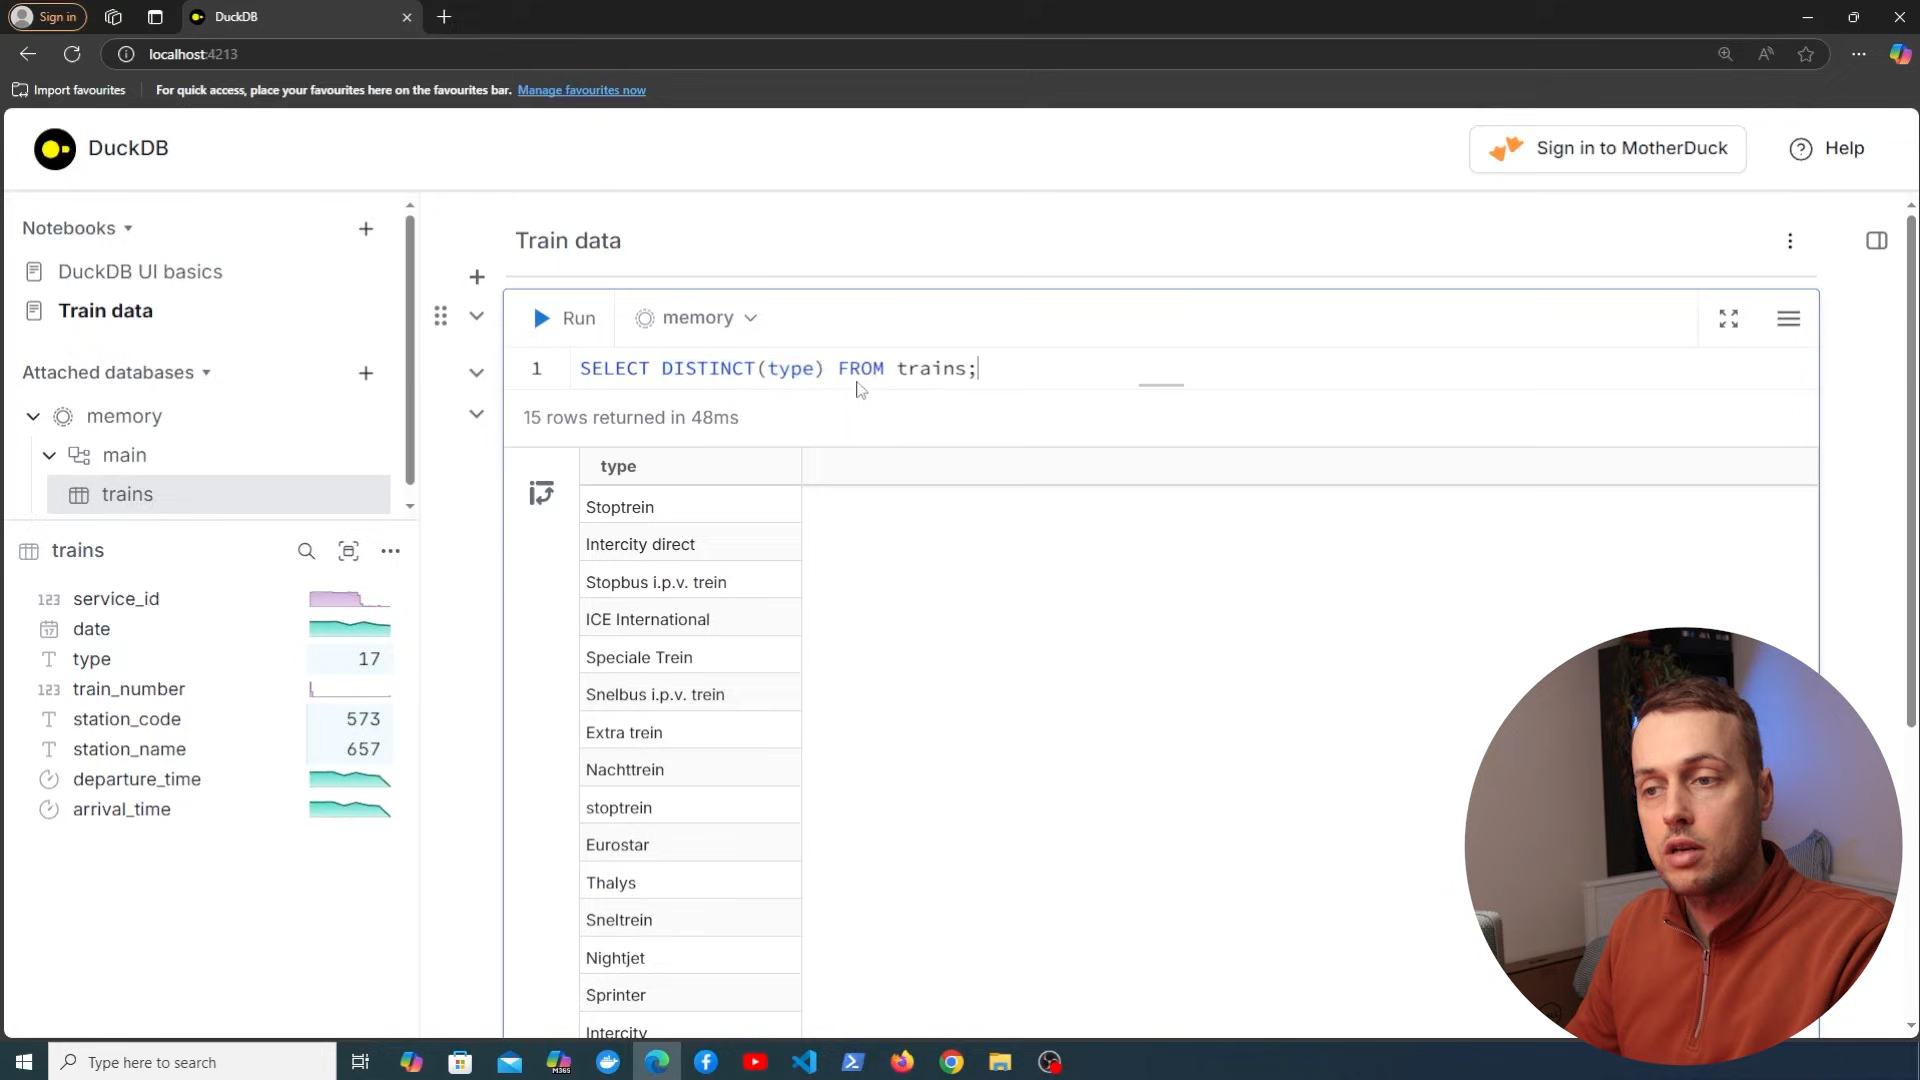 Sign in
DuckDB
localhost:4213
Import favourites
For quick access, place your favourites here on the favourites bar. Manage favourites now
DuckDB
Sign in to MotherDuck
Help
Notebooks
DuckDB UI basics
Train data
Attached databases
memory
main
trains
trains
123 service_id
17 date
T type 17
123 train_number
T station_code 573
T station_name 657
departure_time
arrival_time
Train data
Run
memory
1 SELECT DISTINCT(type) FROM trains;
15 rows returned in 48ms
type
Stoptrein
Intercity direct
Stopbus i.p.v. trein
ICE International
Speciale Trein
Snelbus i.p.v. trein
Extra trein
Nachttrein
stoptrein
Eurostar
Thalys
Sneltrein
Nightjet
Sprinter
Intercity
Type here to search
M365